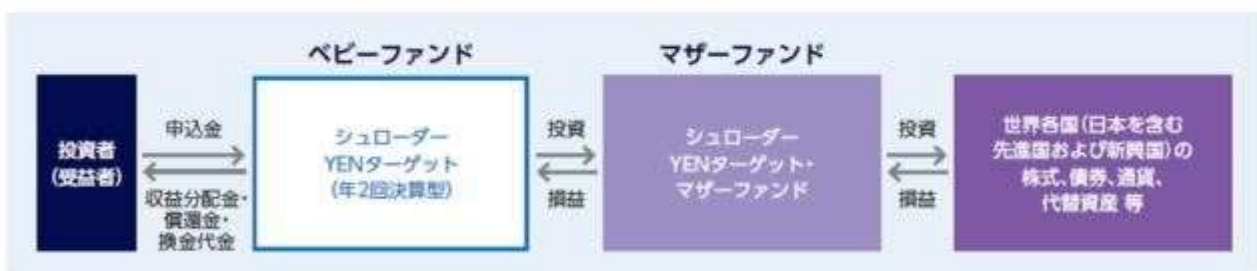 ベビーファンド
マザーファンド
投資者
(受益者)
申込金
収益分配金・
償還金・
換金代金
シュローダー
YENターゲット
(年2回決算型)
投資
損益
シュローダー
YENターゲット・
マザーファンド
投資
損益
世界各国(日本を含む
先進国および新興国)の
株式、債券、通貨、
代替資産 等